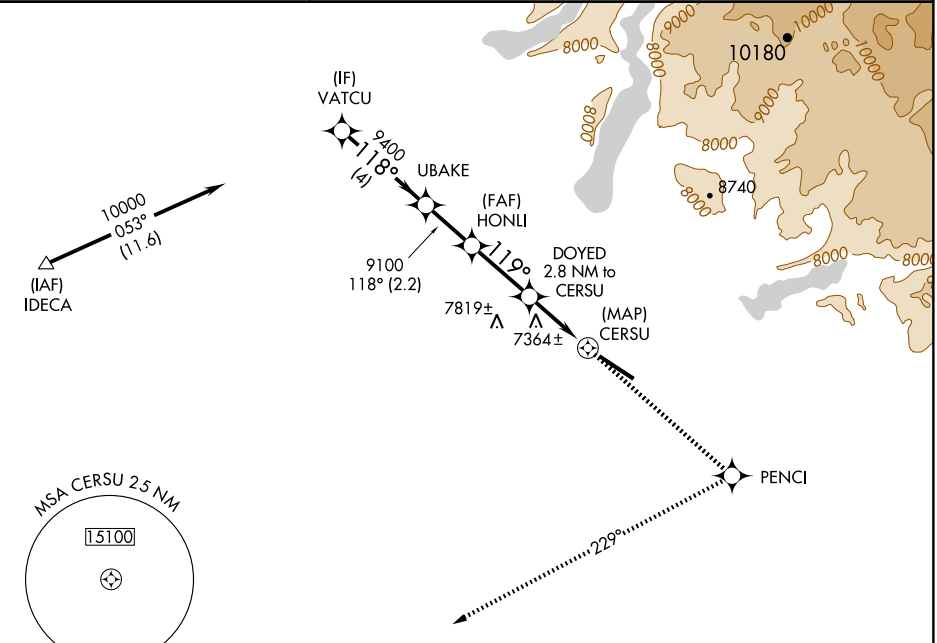 9000
10000
8000
8000
10180
10000
(IF)
VATCU
9000
8000
9400
118°
(4)
8000
UBAKE
8740
8000
10000
053°
(11.6)
(FAF)
HONLI
119°
DOYED
2.8 NM to
CERSU
8000
8000
(IAF)
IDECA
9100
118° (2.2)
7819±
7364±
(MAP)
CERSU
PENCI
MSA CERSU 25 NM
15100
229°